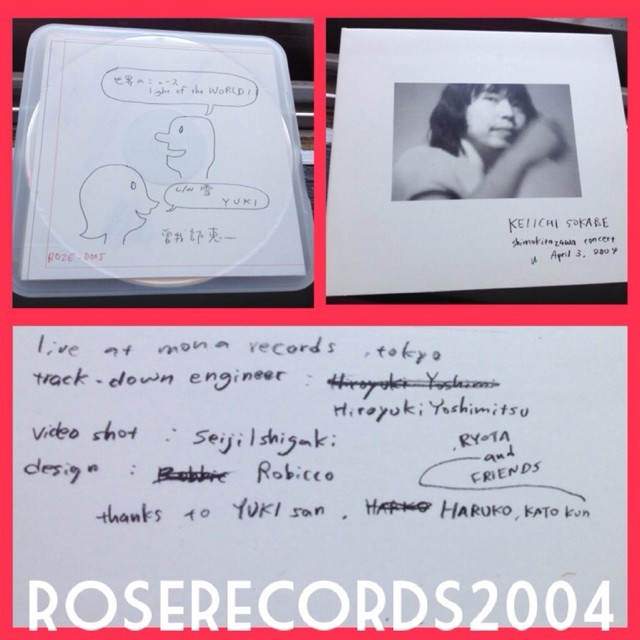 世界のニュース
light of the WORLD!
c/w 雪
YUKI
曽我部恵一
ROZE-0005
KEIICHI SOKABE
shimokitazawa concert
April 3, 2004
live at mona records, tokyo
track-down engineer : Hiroyuki Yoshimi
Hiroyuki Yoshimitsu
video shot : Seiji Ishigaki
design : Robbie Robicco
RYOTA
and
FRIENDS
thanks to YUKI san, HARKO HARUKO, KATO kun
ROSERECORDS2004